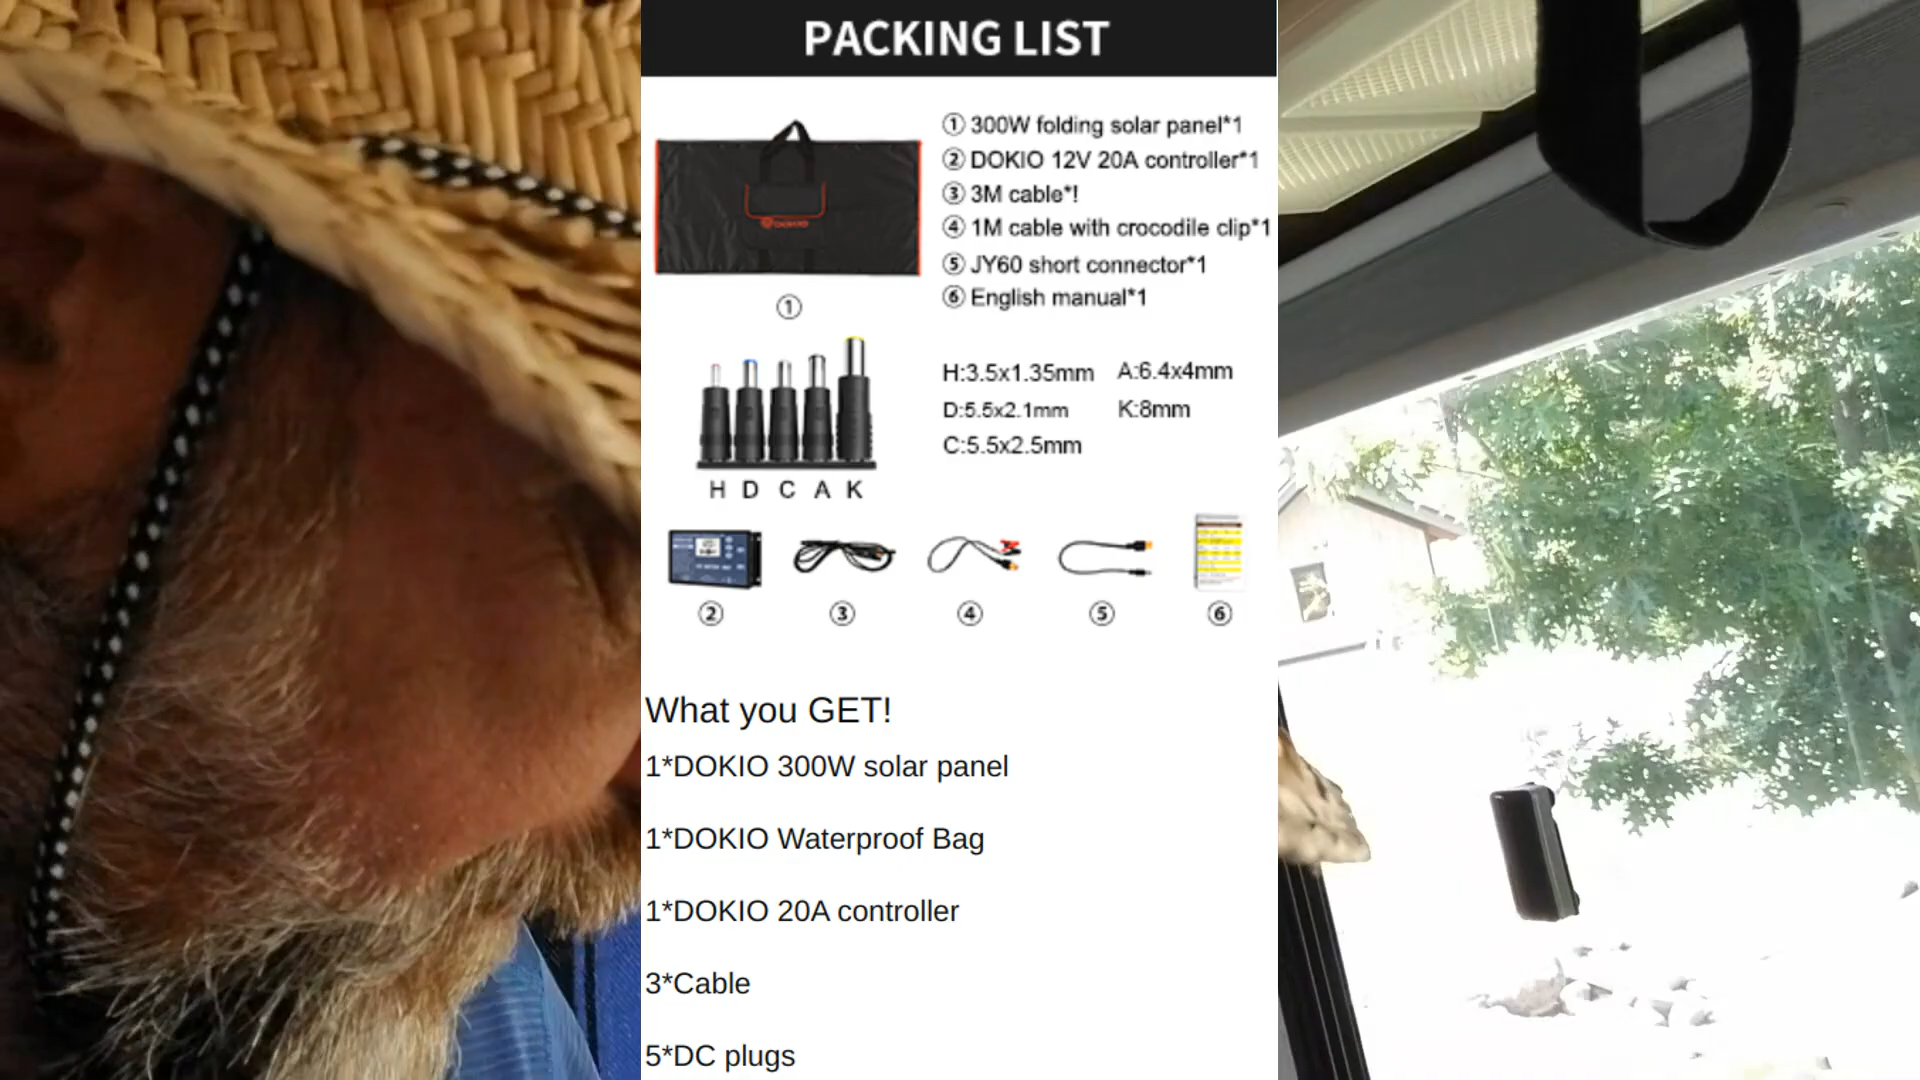 PACKING LIST
① 300W folding solar panel*1
② DOKIO 12V 20A controller*1
③ 3M cable*!
④ 1M cable with crocodile clip*1
⑤ JY60 short connector*1
⑥ English manual*1
DOKIO
①
H:3.5x1.35mm A:6.4x4mm
D:5.5x2.1mm K:8mm
C:5.5x2.5mm
H D C A K
② ③ ④ ⑤ ⑥
What you GET!
1*DOKIO 300W solar panel
1*DOKIO Waterproof Bag
1*DOKIO 20A controller
3*Cable
5*DC plugs